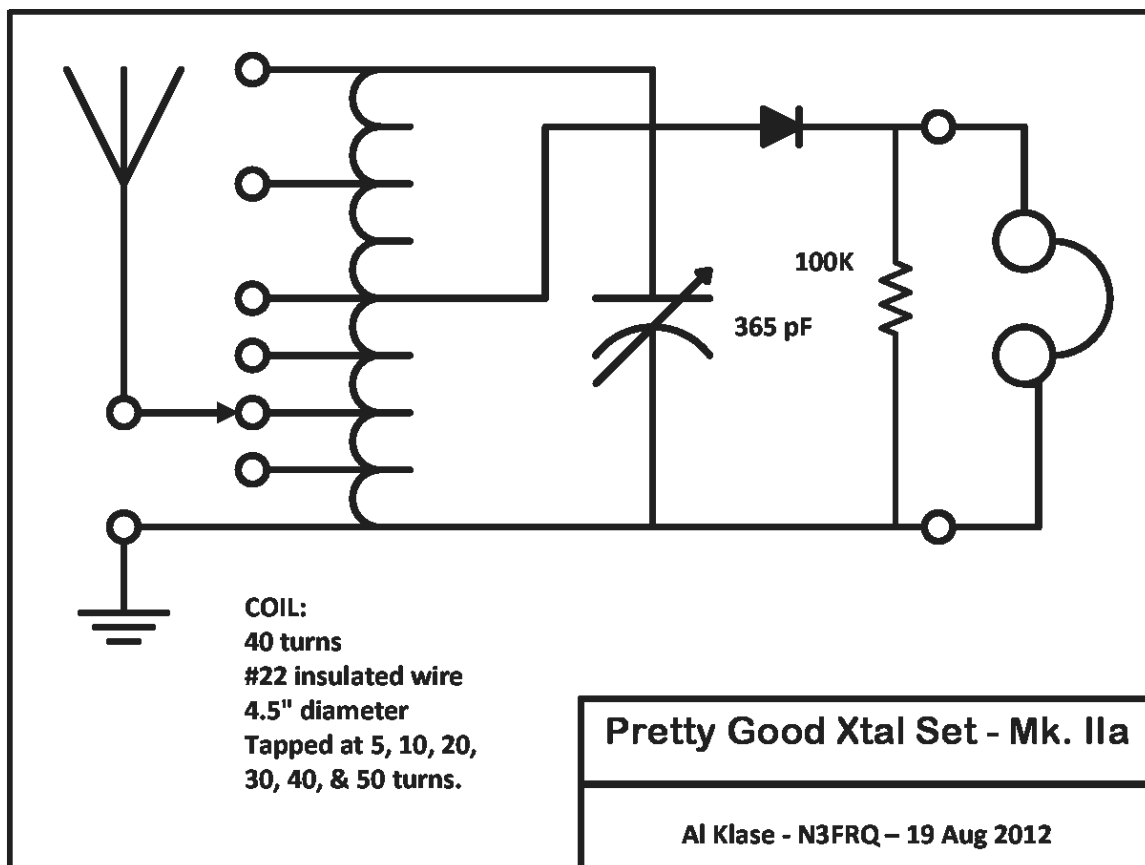 100K
365 pF
COIL:
40 turns
#22 insulated wire
4.5" diameter
Tapped at 5, 10, 20,
30, 40, & 50 turns.
Pretty Good Xtal Set - Mk. IIa
Al Klase - N3FRQ – 19 Aug 2012